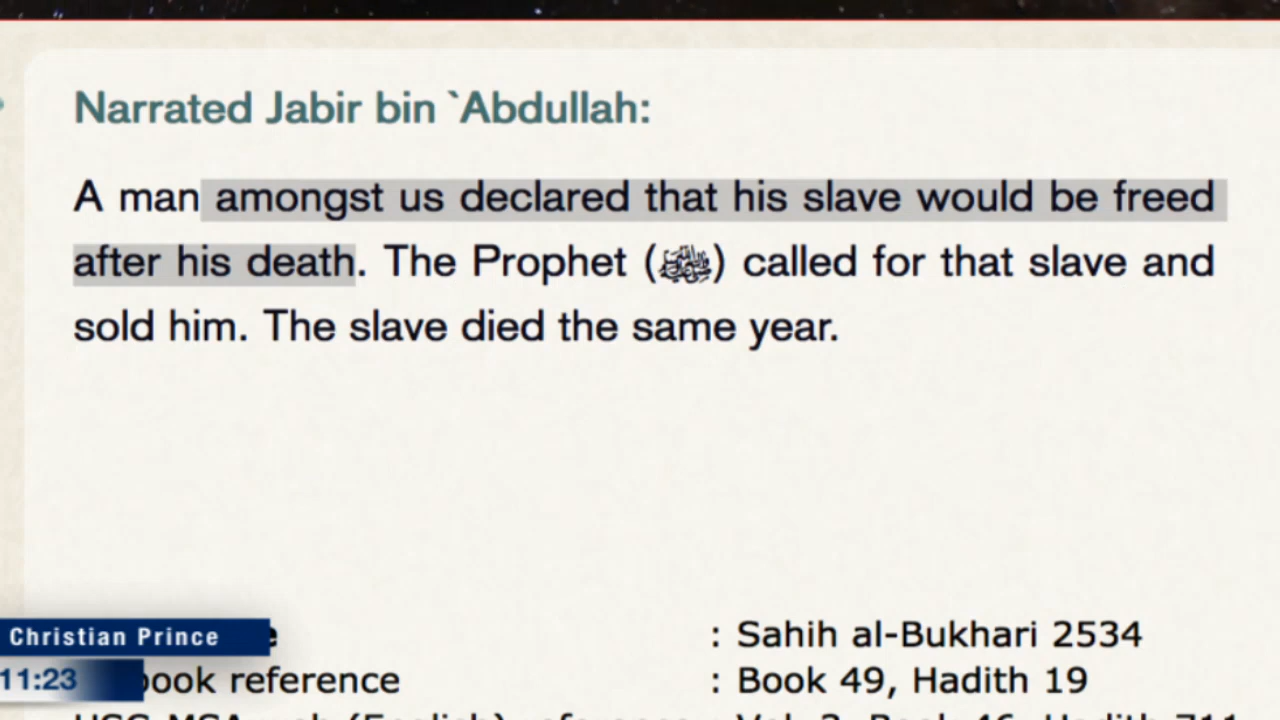 Narrated Jabir bin `Abdullah:
A man amongst us declared that his slave would be freed
after his death. The Prophet (ﷺ) called for that slave and
sold him. The slave died the same year.
: Sahih al-Bukhari 2534
Christian Prince
book reference : Book 49, Hadith 19
11:23